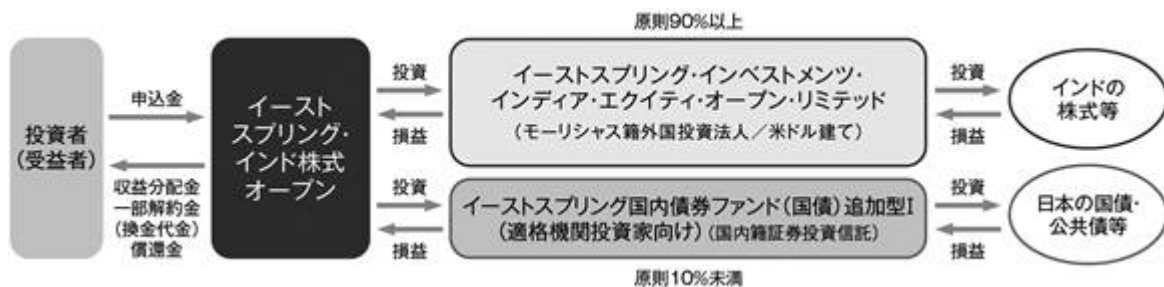 原則90%以上
投資者
(受益者)
申込金
収益分配金
一部解約金
(換金代金)
償還金
イースト
スプリング・
インド株式
オープン
投資
損益
イーストスプリング・インベストメンツ・
インディア・エクイティ・オープン・リミテッド
(モーリシャス籍外国投資法人／米ドル建て)
投資
損益
インドの
株式等
投資
損益
イーストスプリング国内債券ファンド(国債)追加型I
(適格機関投資家向け)(国内籍証券投資信託)
投資
損益
日本の国債・
公共債等
原則10%未満